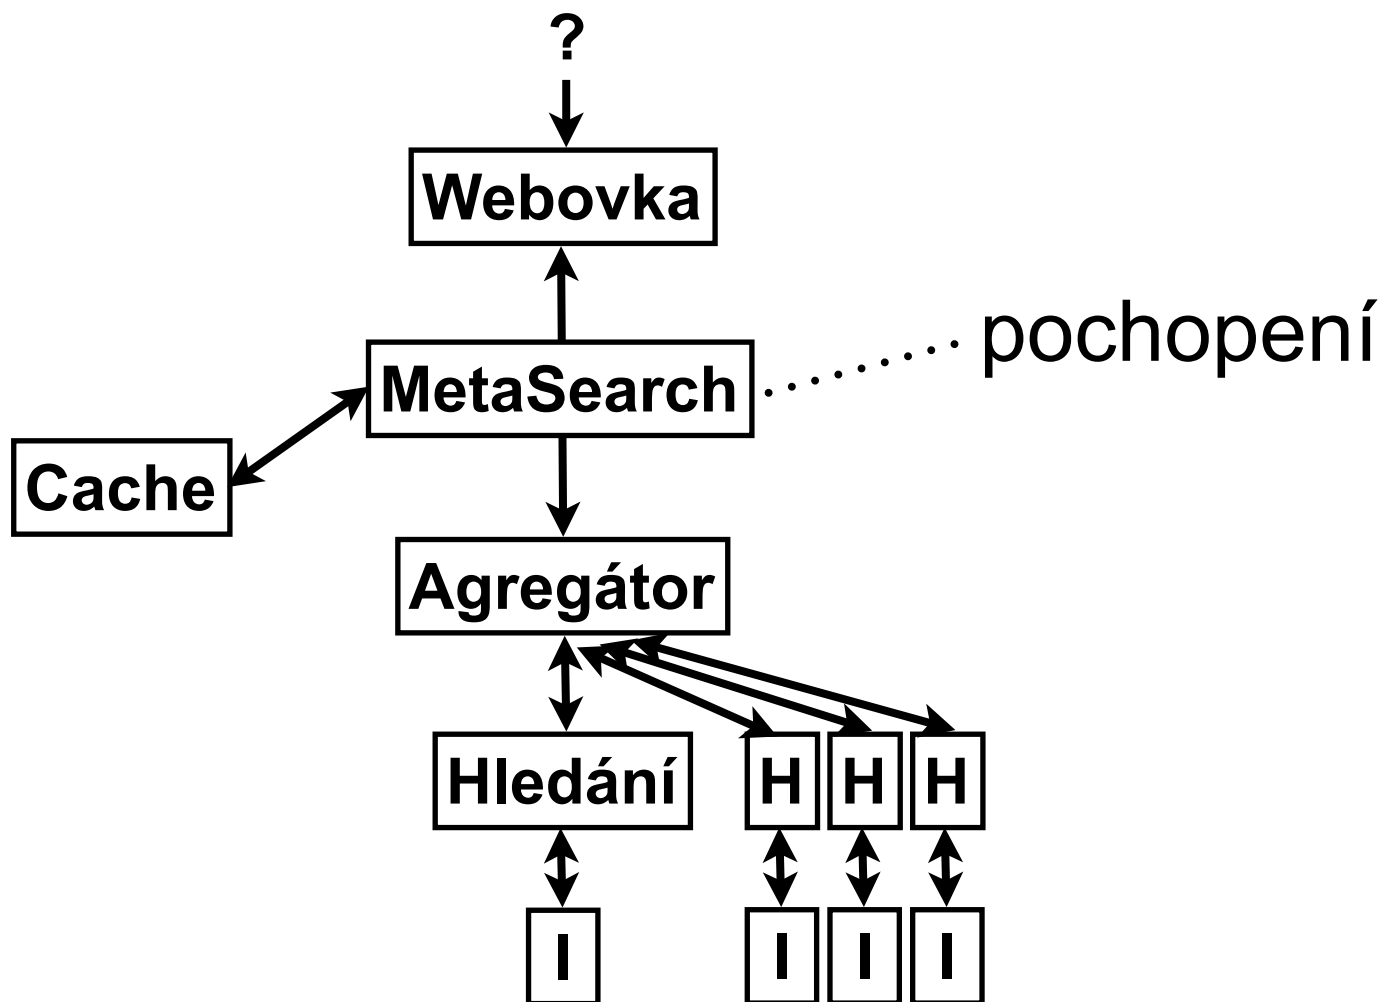 ?
Webovka
pochopení
MetaSearch
Cache
Agregátor
Hledání H H H
I I I I